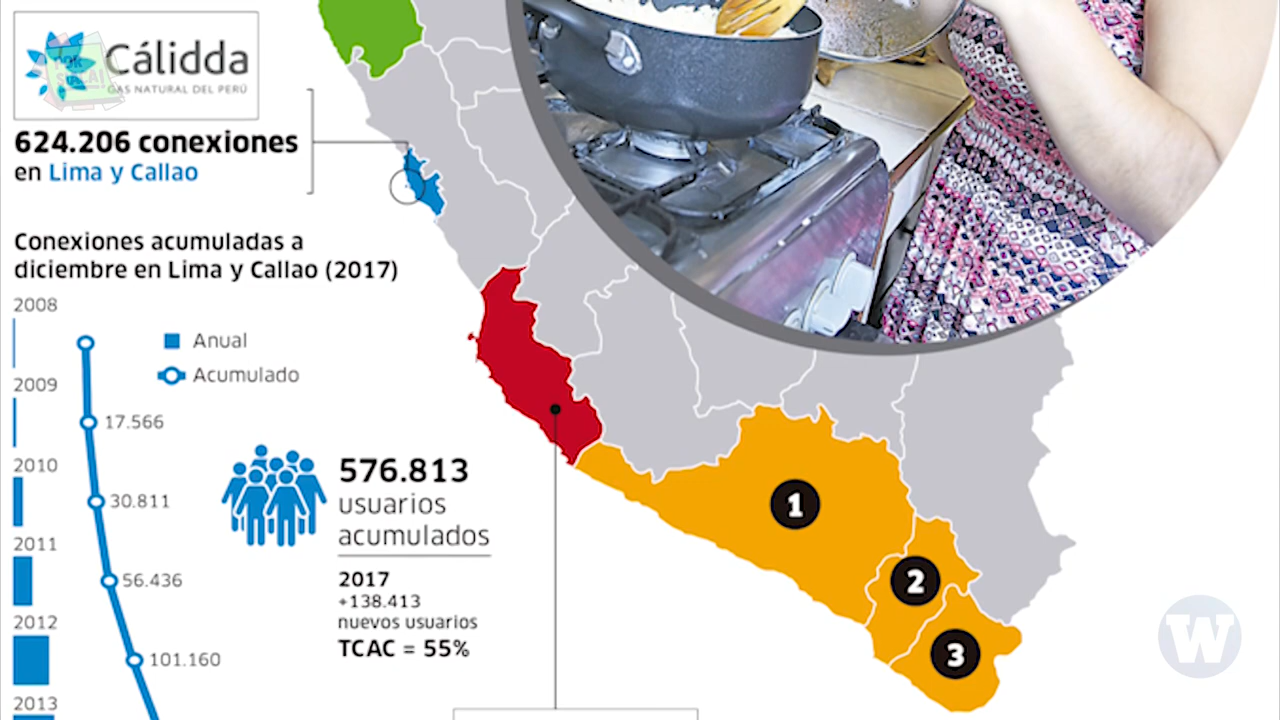 Cálidda
GAS NATURAL DEL PERÚ
624.206 conexiones
en Lima y Callao
Conexiones acumuladas a
diciembre en Lima y Callao (2017)
2008
Anual
Acumulado
2009
17.566
2010
30.811
2011
56.436
2012
101.160
2013
576.813
usuarios
acumulados
2017
+138.413
nuevos usuarios
TCAC = 55%
1
2
3
W